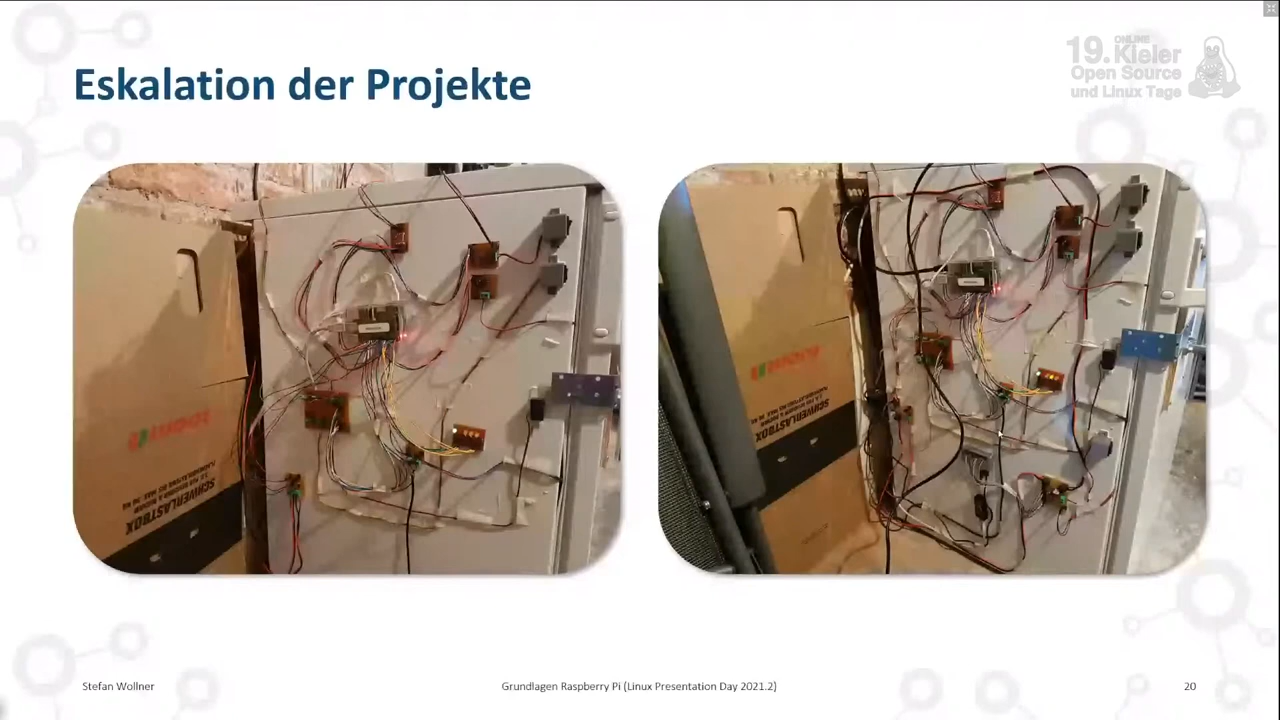 Eskalation der Projekte
19.
ONLINE
Kieler
Open Source
und Linux Tage
SCHWERLASTBOX
SCHWERLASTBOX
Stefan Wollner
Grundlagen Raspberry Pi (Linux Presentation Day 2021.2)
20